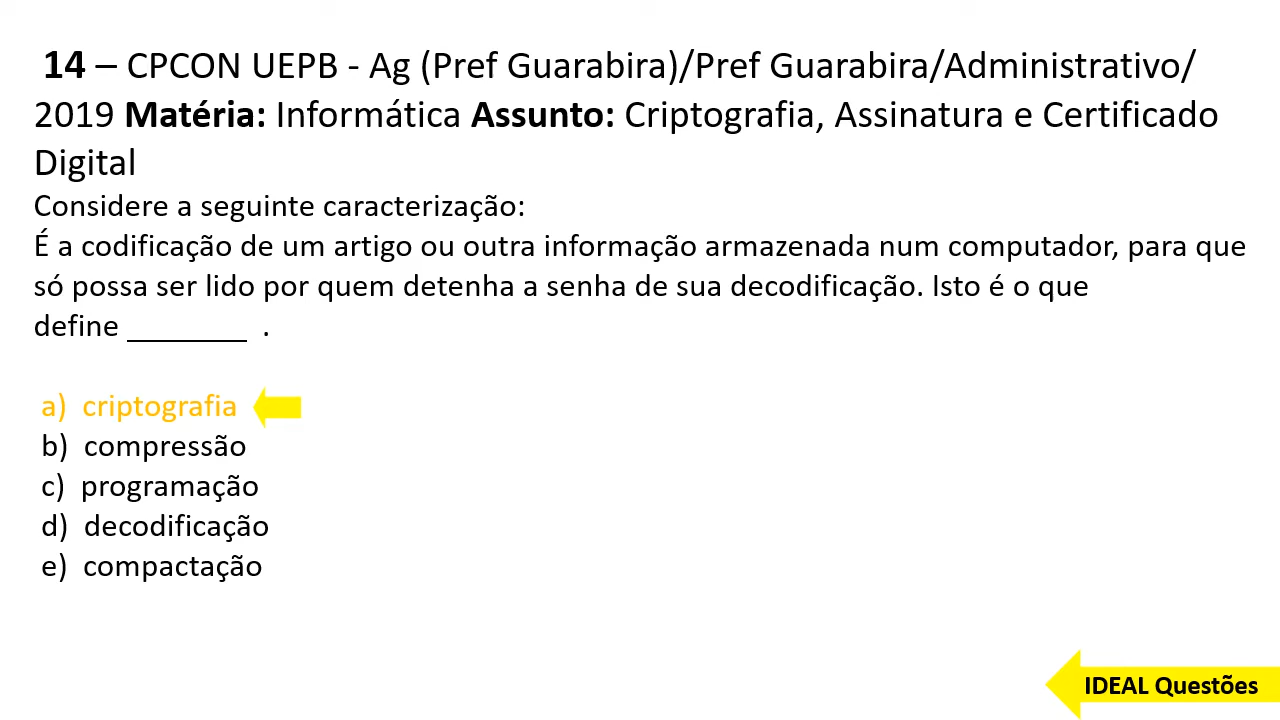 14 – CPCON UEPB - Ag (Pref Guarabira)/Pref Guarabira/Administrativo/
2019 Matéria: Informática Assunto: Criptografia, Assinatura e Certificado
Digital
Considere a seguinte caracterização:
É a codificação de um artigo ou outra informação armazenada num computador, para que
só possa ser lido por quem detenha a senha de sua decodificação. Isto é o que
define ________ .
a) criptografia
b) compressão
c) programação
d) decodificação
e) compactação
IDEAL Questões